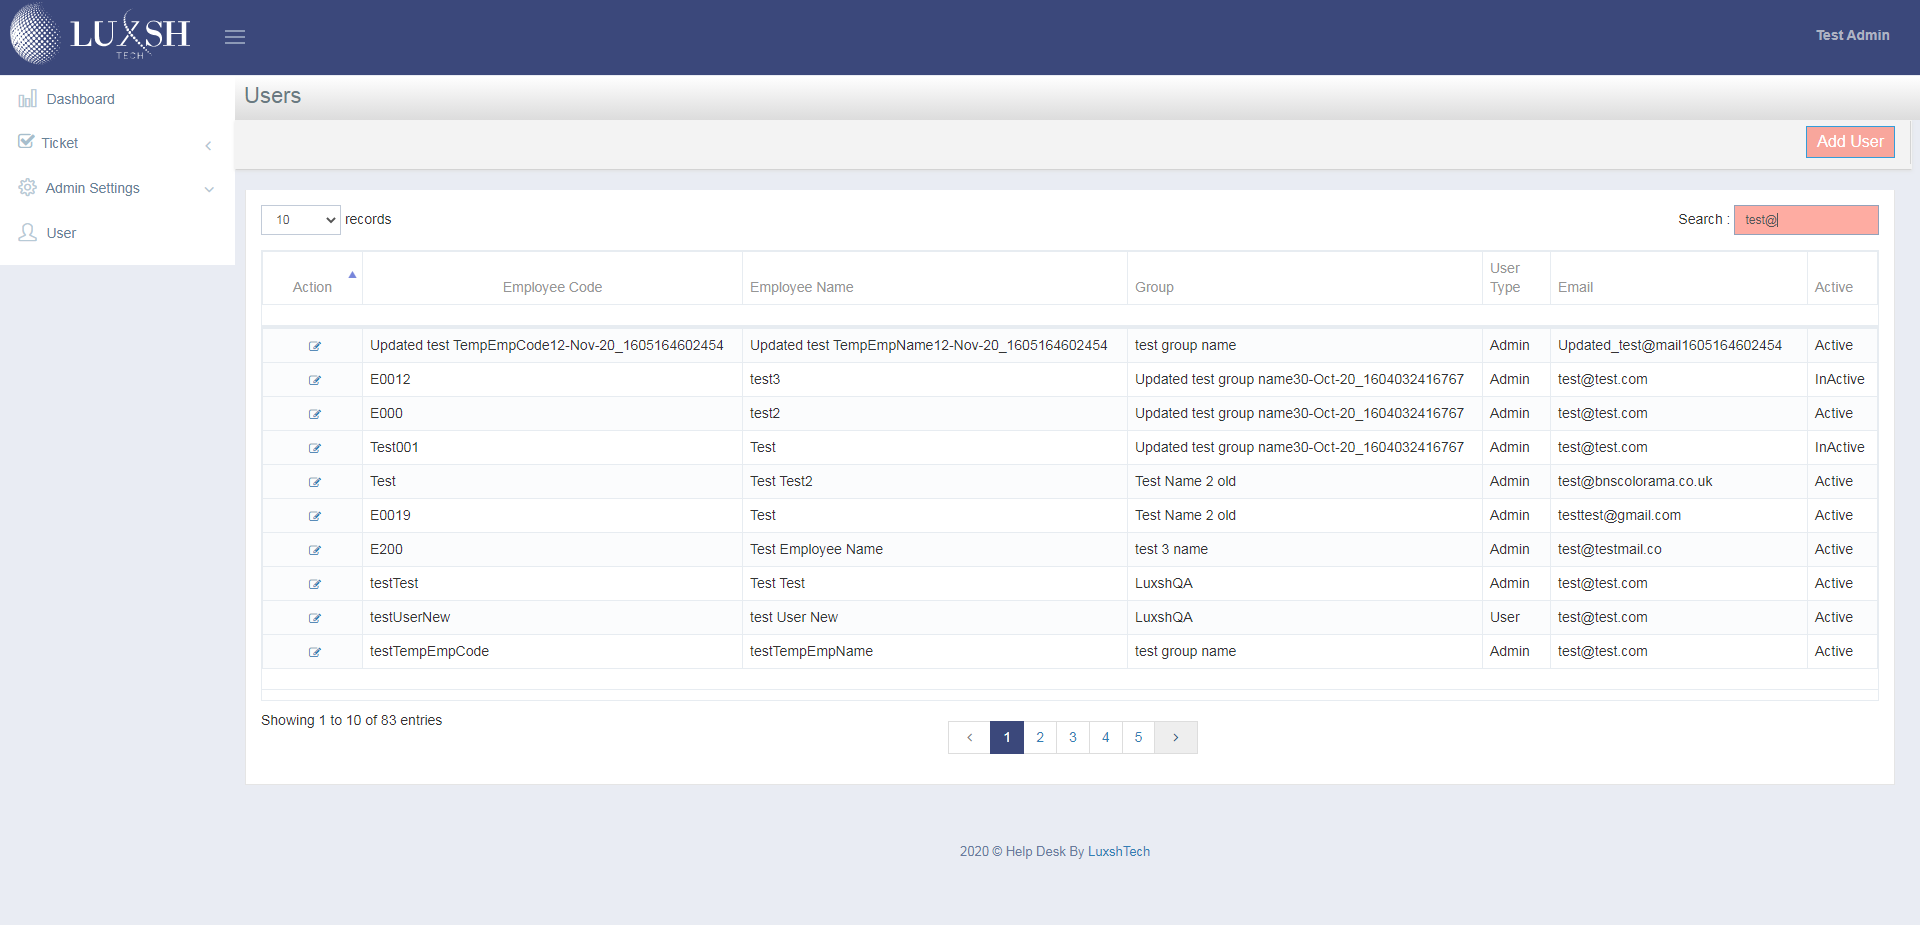 LUXSH
TECH
Test Admin
Dashboard
Ticket
Admin Settings
User
Users
Add User
10 records
Search : test@
Action Employee Code Employee Name Group User Type Email Active
Updated test TempEmpCode12-Nov-20_1605164602454 Updated test TempEmpName12-Nov-20_1605164602454 test group name Admin Updated_test@mail1605164602454 Active
E0012 test3 Updated test group name30-Oct-20_1604032416767 Admin test@test.com InActive
E000 test2 Updated test group name30-Oct-20_1604032416767 Admin test@test.com Active
Test001 Test Updated test group name30-Oct-20_1604032416767 Admin test@test.com InActive
Test Test Test2 Test Name 2 old Admin test@bnscolorama.co.uk Active
E0019 Test Test Name 2 old Admin testtest@gmail.com Active
E200 Test Employee Name test 3 name Admin test@testmail.co Active
testTest Test Test LuxshQA Admin test@test.com Active
testUserNew test User New LuxshQA User test@test.com Active
testTempEmpCode testTempEmpName test group name Admin test@test.com Active
Showing 1 to 10 of 83 entries
< 1 2 3 4 5 >
2020 © Help Desk By LuxshTech